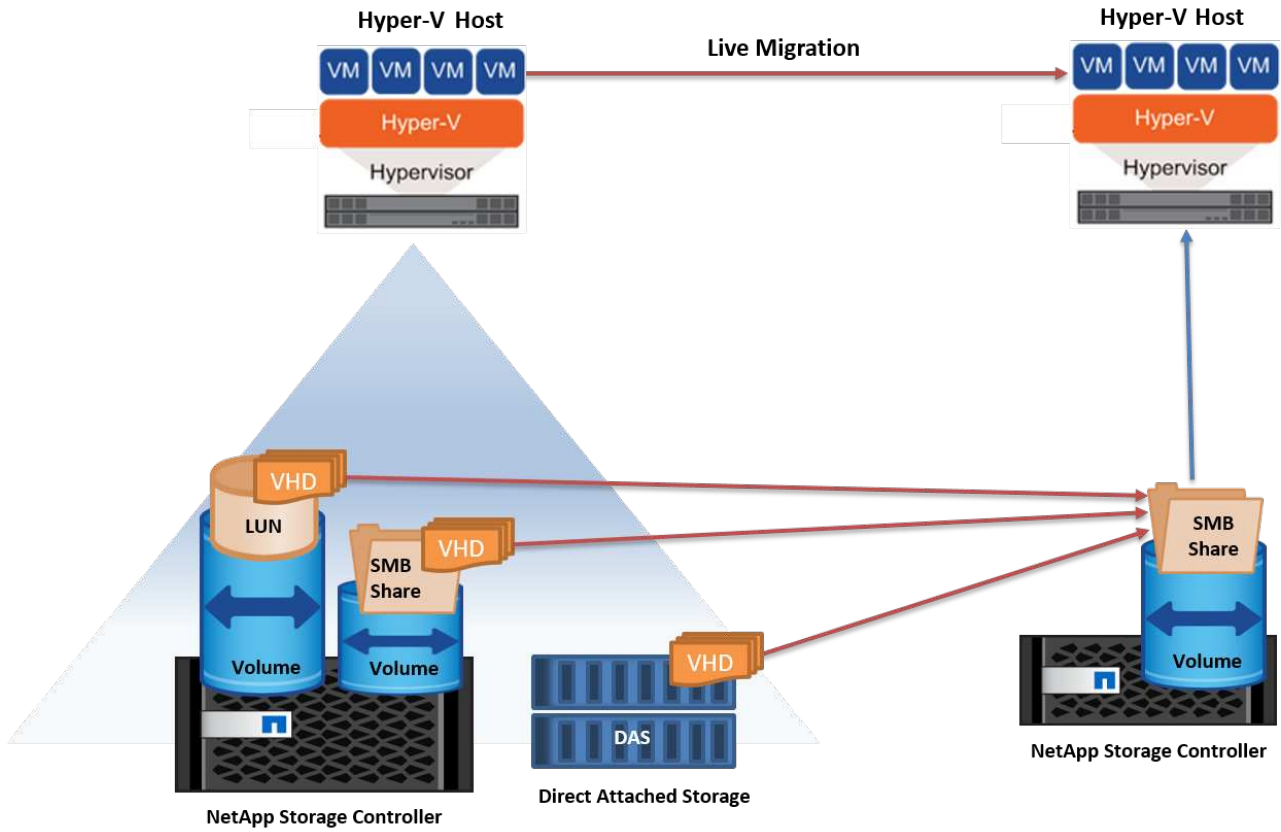 Hyper-V Host
Hyper-V Host
Live Migration
VM VM VM VM
VM VM VM VM
Hyper-V
Hyper-V
Hypervisor
Hypervisor
VHD
LUN
VHD
SMB
Share
SMB
Share
VHD
Volume
Volume
Volume
DAS
NetApp Storage Controller
Direct Attached Storage
NetApp Storage Controller